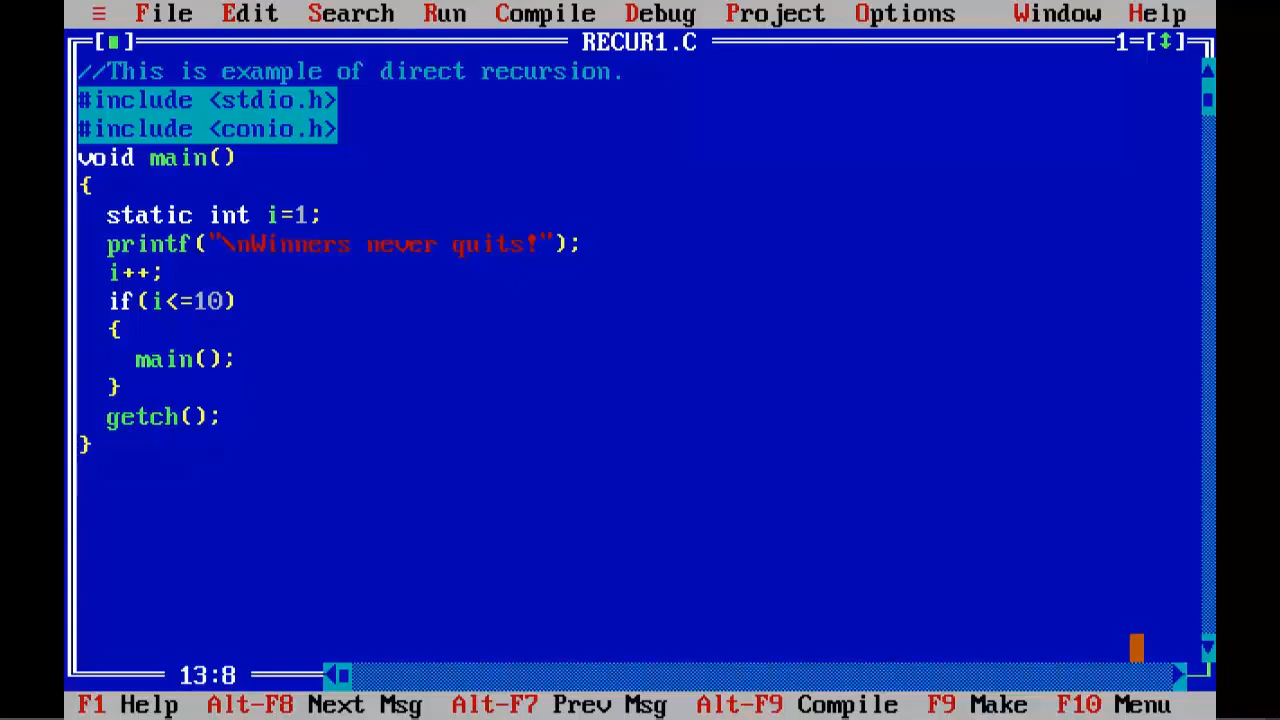 ≡ File Edit Search Run Compile Debug Project Options Window Help
[■] RECUR1.C 1=[↕]
//This is example of direct recursion.
#include <stdio.h>
#include <conio.h>
void main()
{
static int i=1;
printf("\nWinners never quits!");
i++;
if(i<=10)
{
main();
}
getch();
}
13:8
F1 Help Alt-F8 Next Msg Alt-F7 Prev Msg Alt-F9 Compile F9 Make F10 Menu